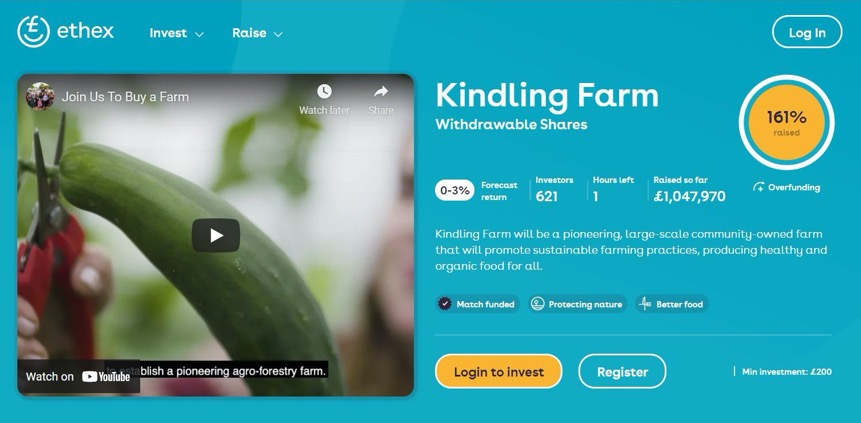 ethex
Invest
Raise
Log In
Join Us To Buy a Farm
Watch later
Share
to establish a pioneering agro-forestry farm.
Watch on YouTube
Kindling Farm
Withdrawable Shares
161%
raised
Overfunding
0-3%
Forecast
return
Investors
621
Hours left
1
Raised so far
£1,047,970
Kindling Farm will be a pioneering, large-scale community-owned farm
that will promote sustainable farming practices, producing healthy and
organic food for all.
Match funded
Protecting nature
Better food
Login to invest
Register
Min investment: £200